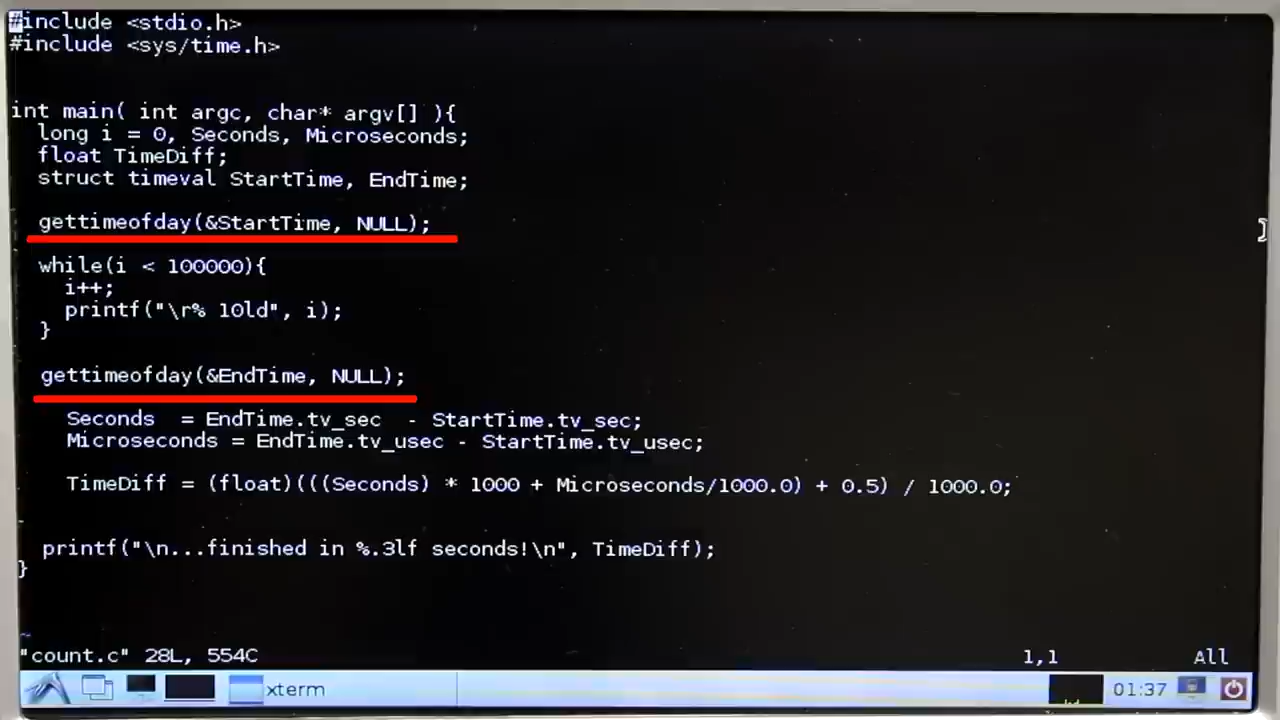 #include <stdio.h>
#include <sys/time.h>
int main( int argc, char* argv[] ){
long i = 0, Seconds, Microseconds;
float TimeDiff;
struct timeval StartTime, EndTime;
gettimeofday(&StartTime, NULL);
while(i < 100000){
i++;
printf("\r% 10ld", i);
}
gettimeofday(&EndTime, NULL);
Seconds  = EndTime.tv_sec  - StartTime.tv_sec;
Microseconds = EndTime.tv_usec - StartTime.tv_usec;
TimeDiff = (float)(((Seconds) * 1000 + Microseconds/1000.0) + 0.5) / 1000.0;
printf("\n...finished in %.3lf seconds!\n", TimeDiff);
}
~
"count.c" 28L, 554C 1,1 All
xterm 01:37